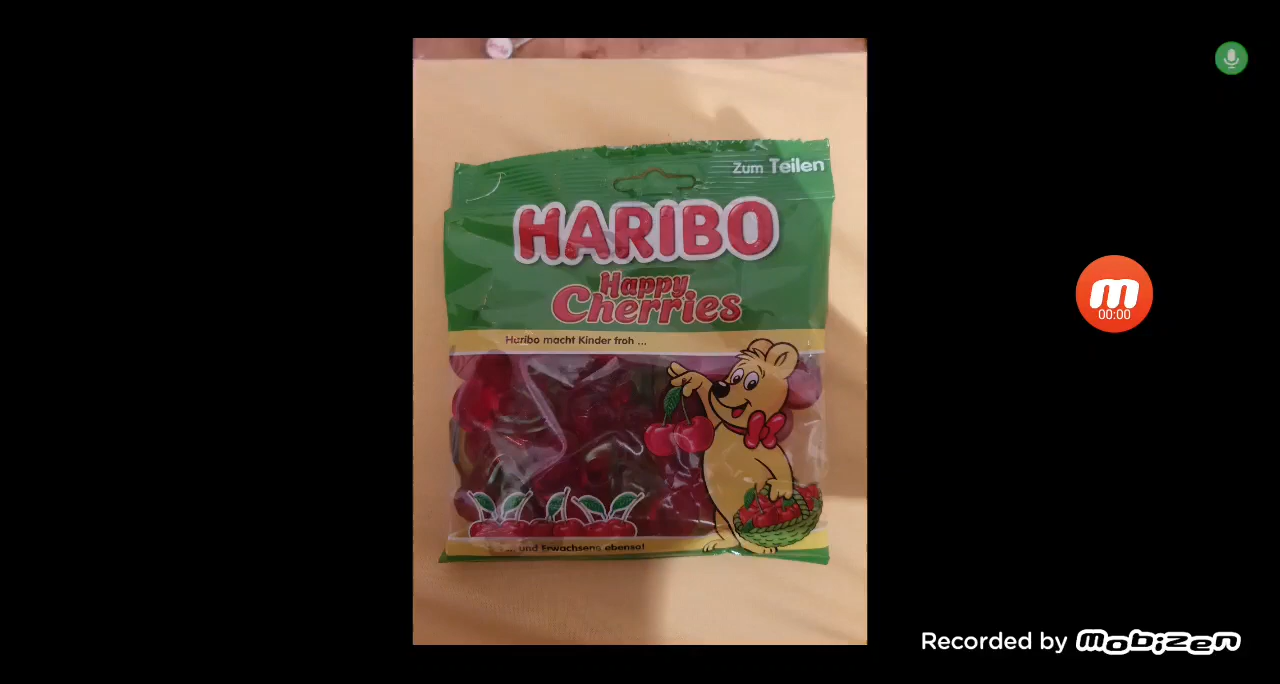 Zum Teilen
HARIBO
Happy
Cherries
Haribo macht Kinder froh ...
und Erwachsene ebenso!
m
00:00
Recorded by mobizen